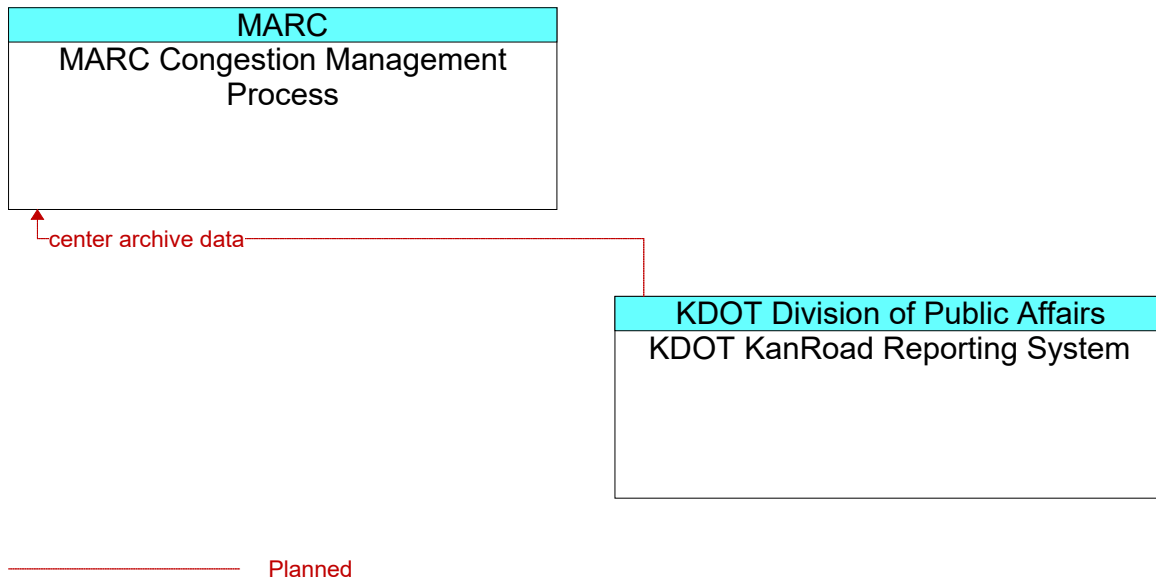 MARC
MARC Congestion Management
Process
center archive data
KDOT Division of Public Affairs
KDOT KanRoad Reporting System
Planned